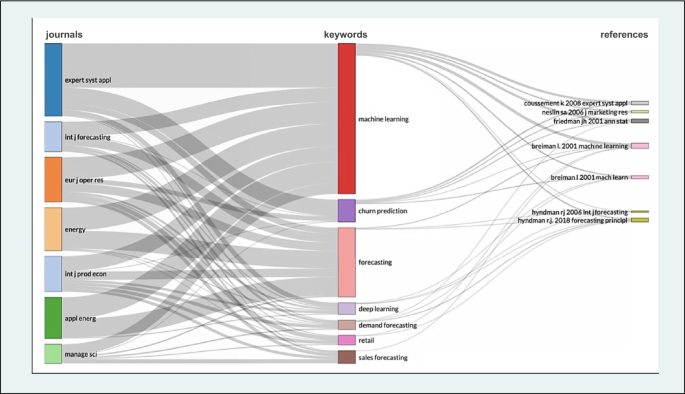 journals
keywords
references
expert syst appl
int j forecasting
eur j oper res
energy
int j prod econ
appl energ
manage sci
machine learning
churn prediction
forecasting
deep learning
demand forecasting
retail
sales forecasting
coussement k 2008 expert syst appl
neslin sa 2006 j marketing res
friedman jh 2001 ann stat
breiman l. 2001 machine learning
breiman l 2001 mach learn
hyndman rj 2006 int j forecasting
hyndman r.j. 2018 forecasting principl